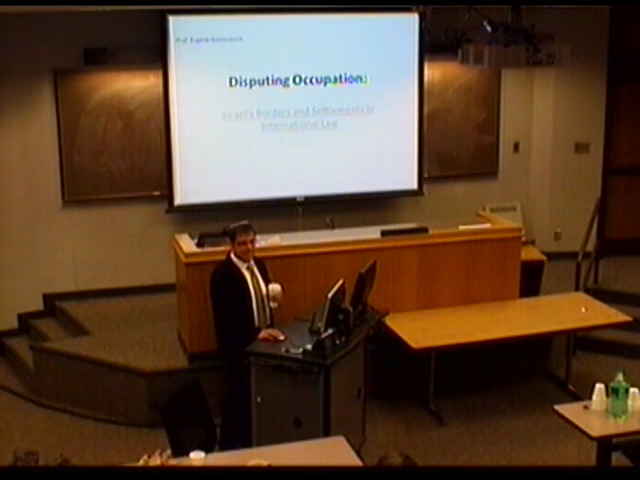 Prof. Eugene Kontorovich
Disputing Occupation:
Israel's Borders and Settlements in
International Law